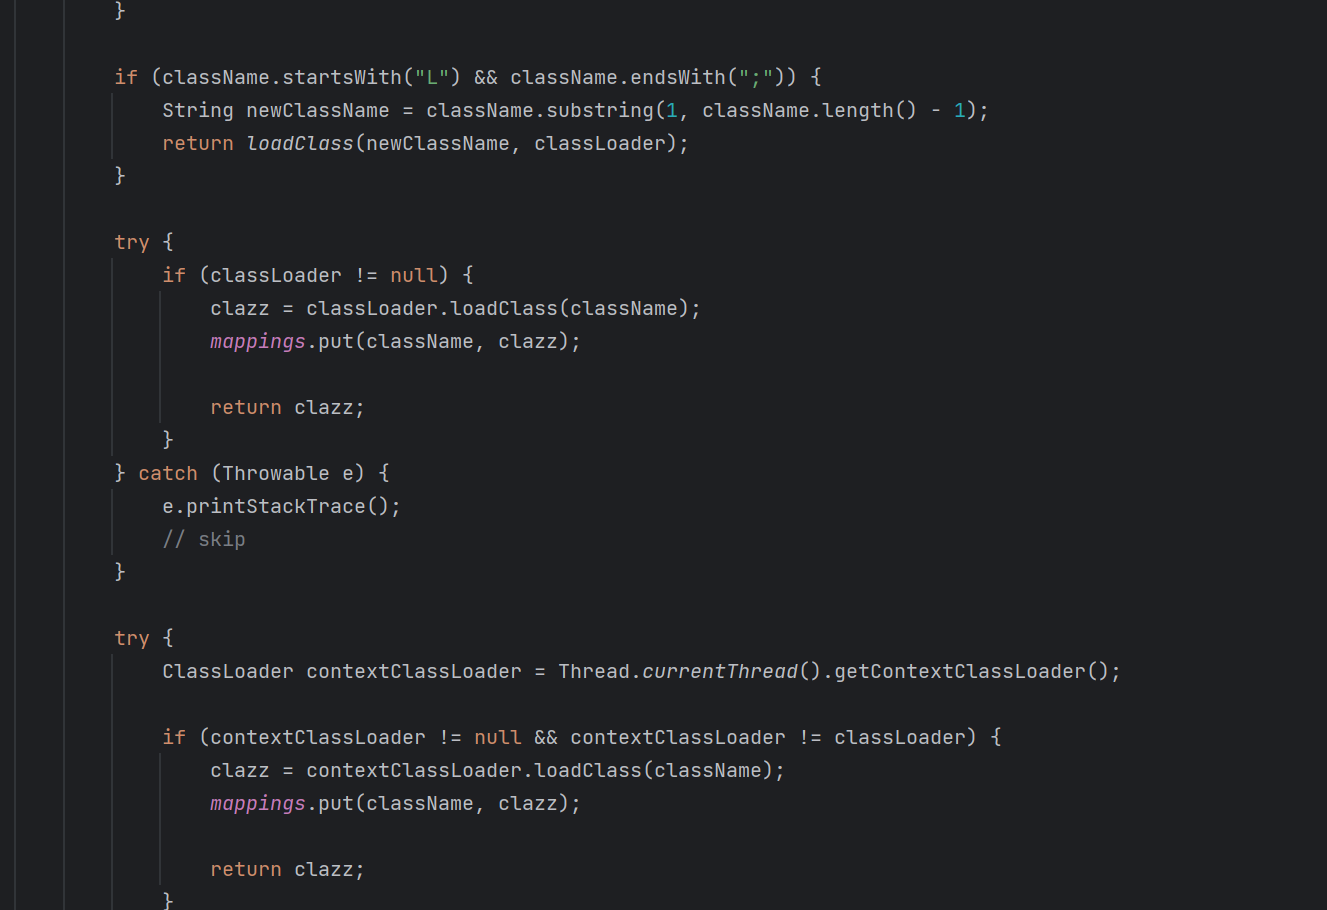 }
if (className.startsWith("L") && className.endsWith(";")) {
String newClassName = className.substring(1, className.length() - 1);
return loadClass(newClassName, classLoader);
}
try {
if (classLoader != null) {
clazz = classLoader.loadClass(className);
mappings.put(className, clazz);
return clazz;
}
} catch (Throwable e) {
e.printStackTrace();
// skip
}
try {
ClassLoader contextClassLoader = Thread.currentThread().getContextClassLoader();
if (contextClassLoader != null && contextClassLoader != classLoader) {
clazz = contextClassLoader.loadClass(className);
mappings.put(className, clazz);
return clazz;
}